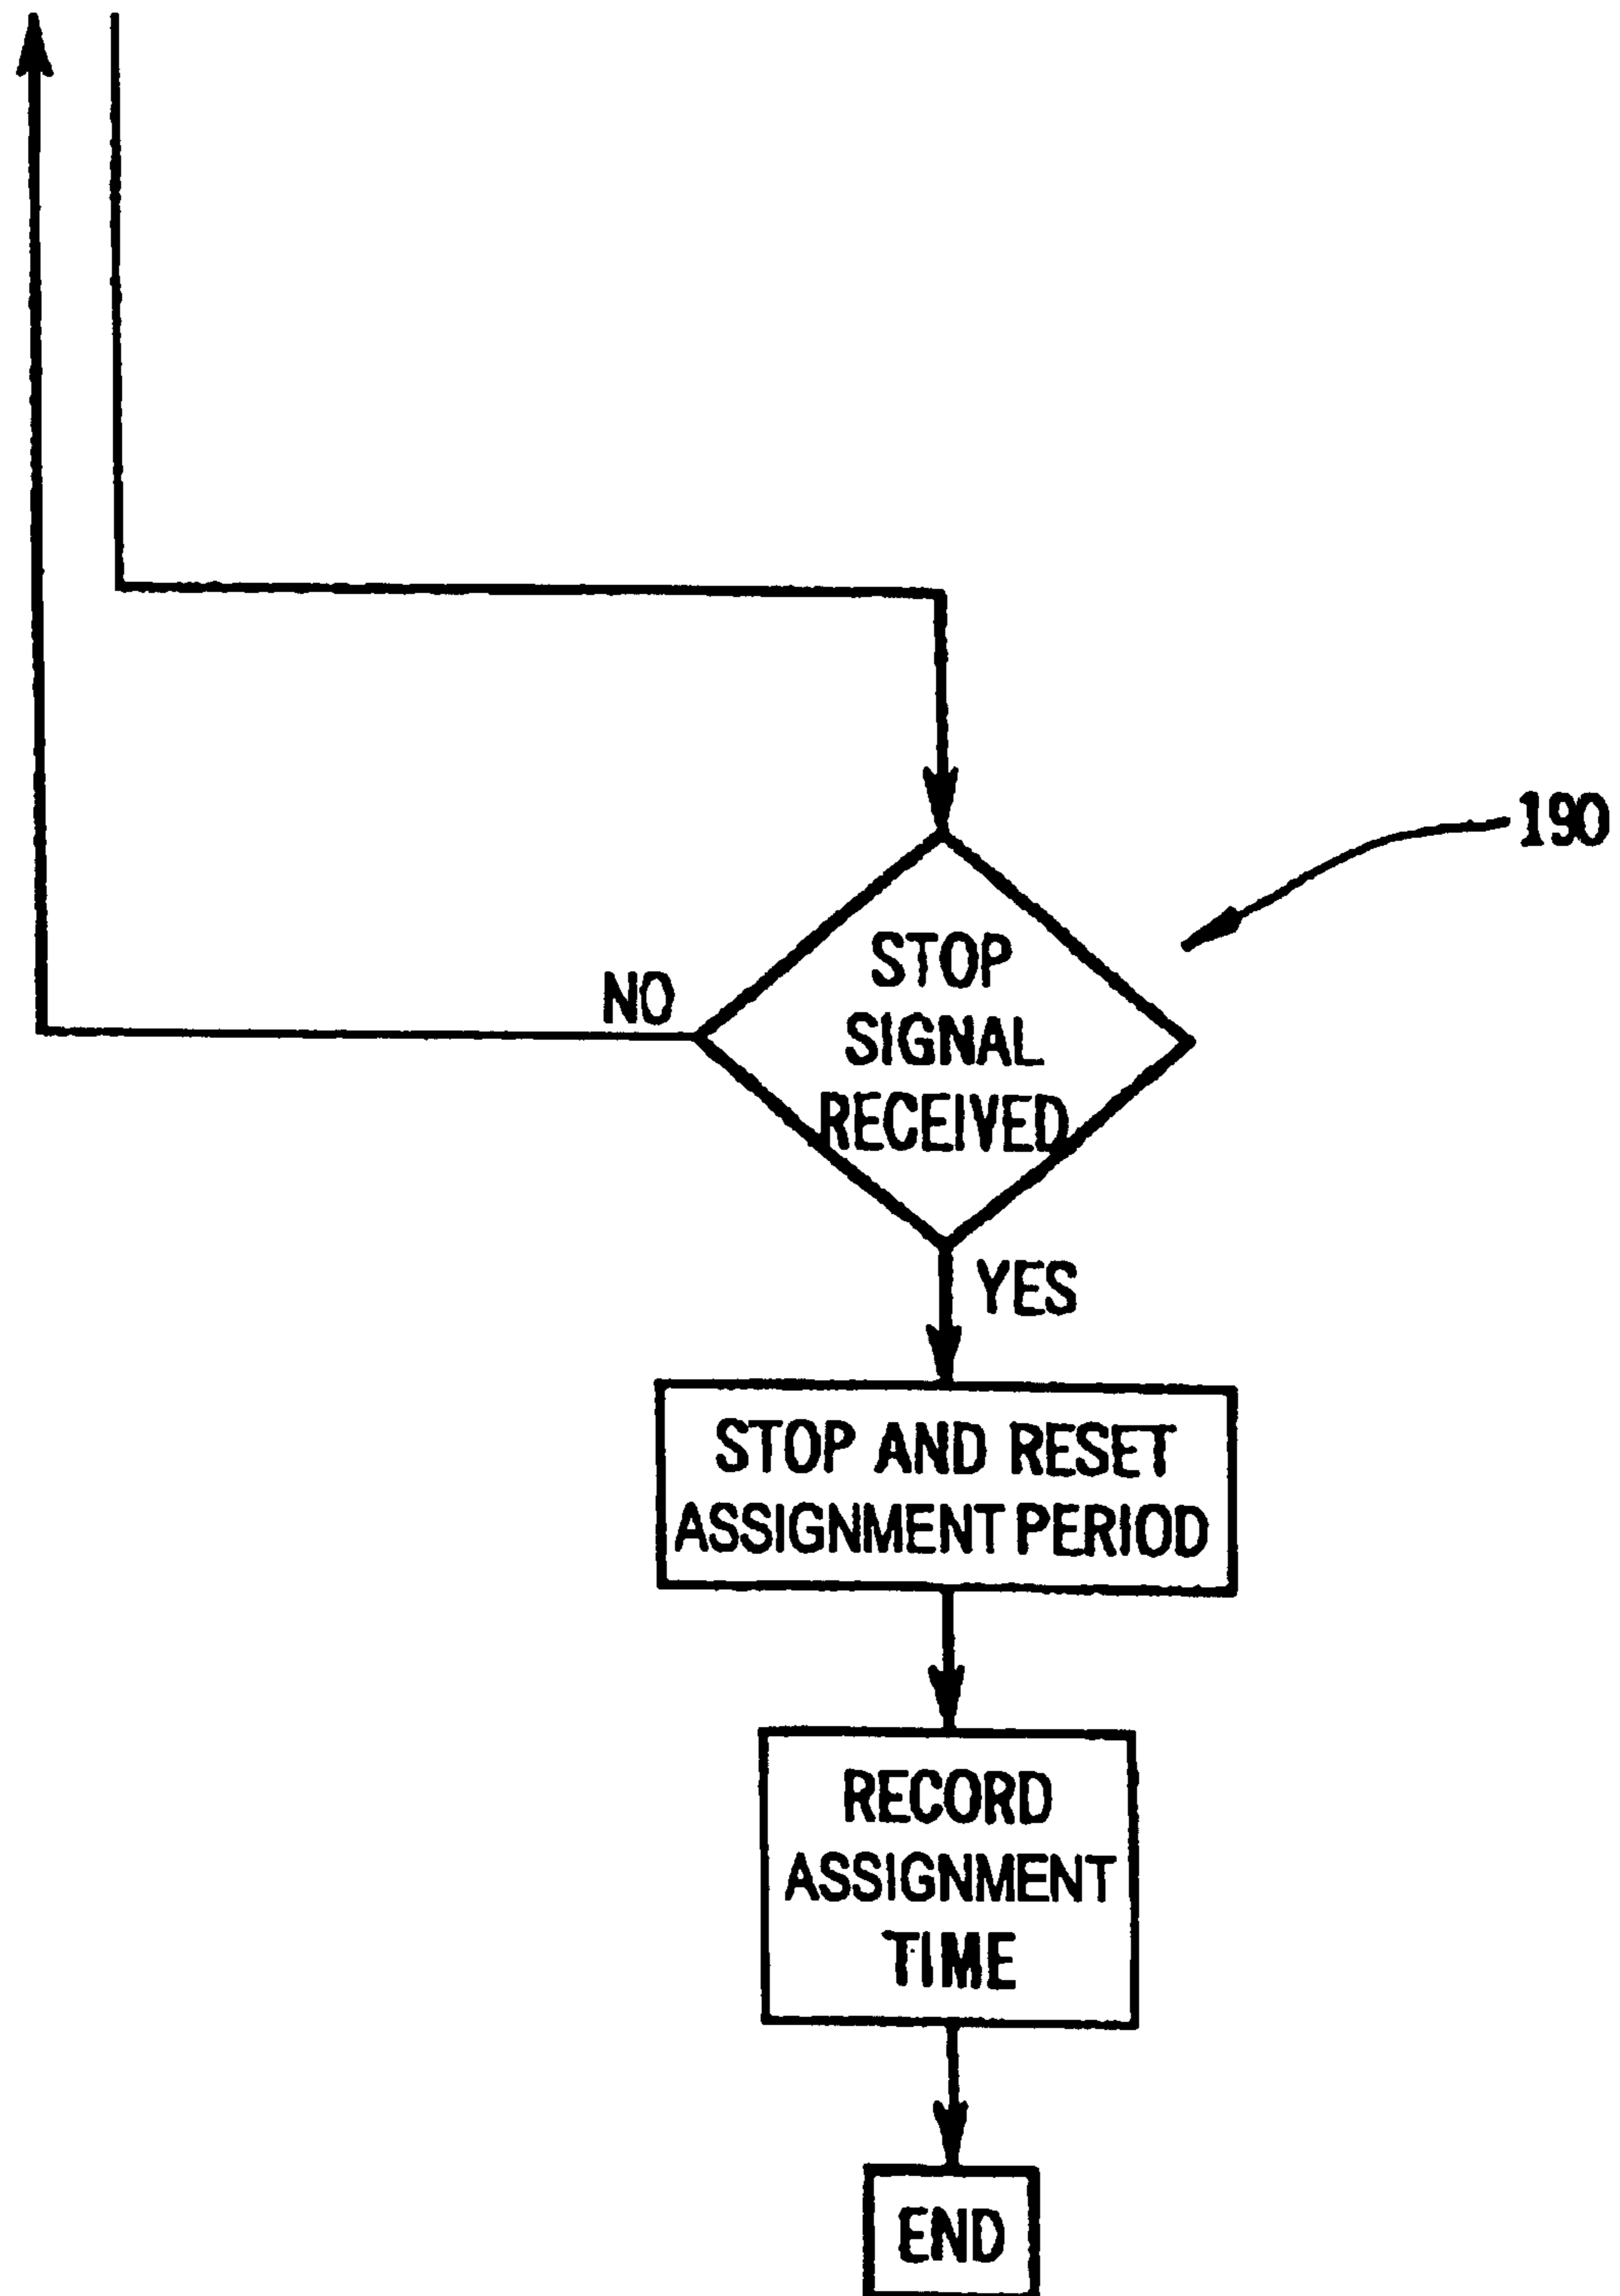 190
STOP
SIGNAL
RECEIVED
NO
YES
STOP AND RESET
ASSIGNMENT PERIOD
RECORD
ASSIGNMENT
TIME
END